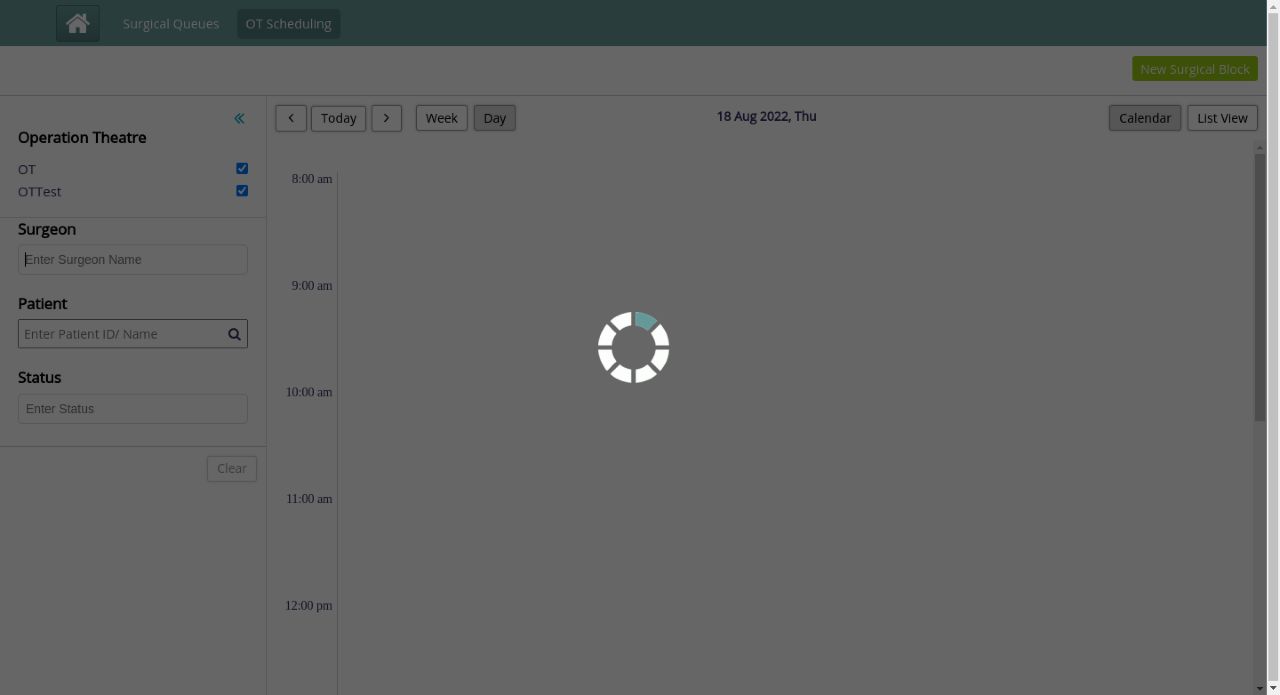 Surgical Queues
OT Scheduling
New Surgical Block
Operation Theatre
OT
OTTest
Surgeon
Enter Surgeon Name
Patient
Enter Patient ID/ Name
Status
Enter Status
Clear
Today
Week
Day
18 Aug 2022, Thu
Calendar
List View
8:00 am
9:00 am
10:00 am
11:00 am
12:00 pm